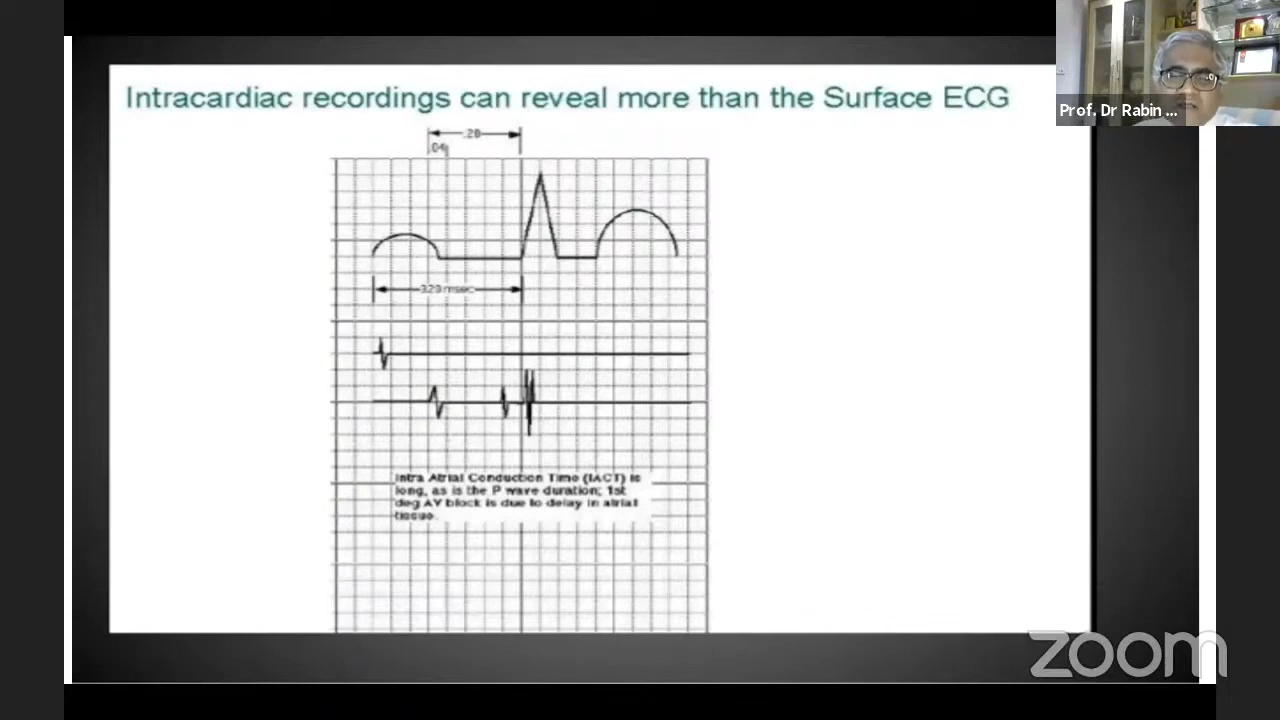 Intracardiac recordings can reveal more than the Surface ECG
Prof. Dr Rabin ...
.20
.04
320 msec
Intra Atrial Conduction Time (IACT) is
long, as is the P wave duration; 1st
deg AV block is due to delay in atrial
tissue.
zoom